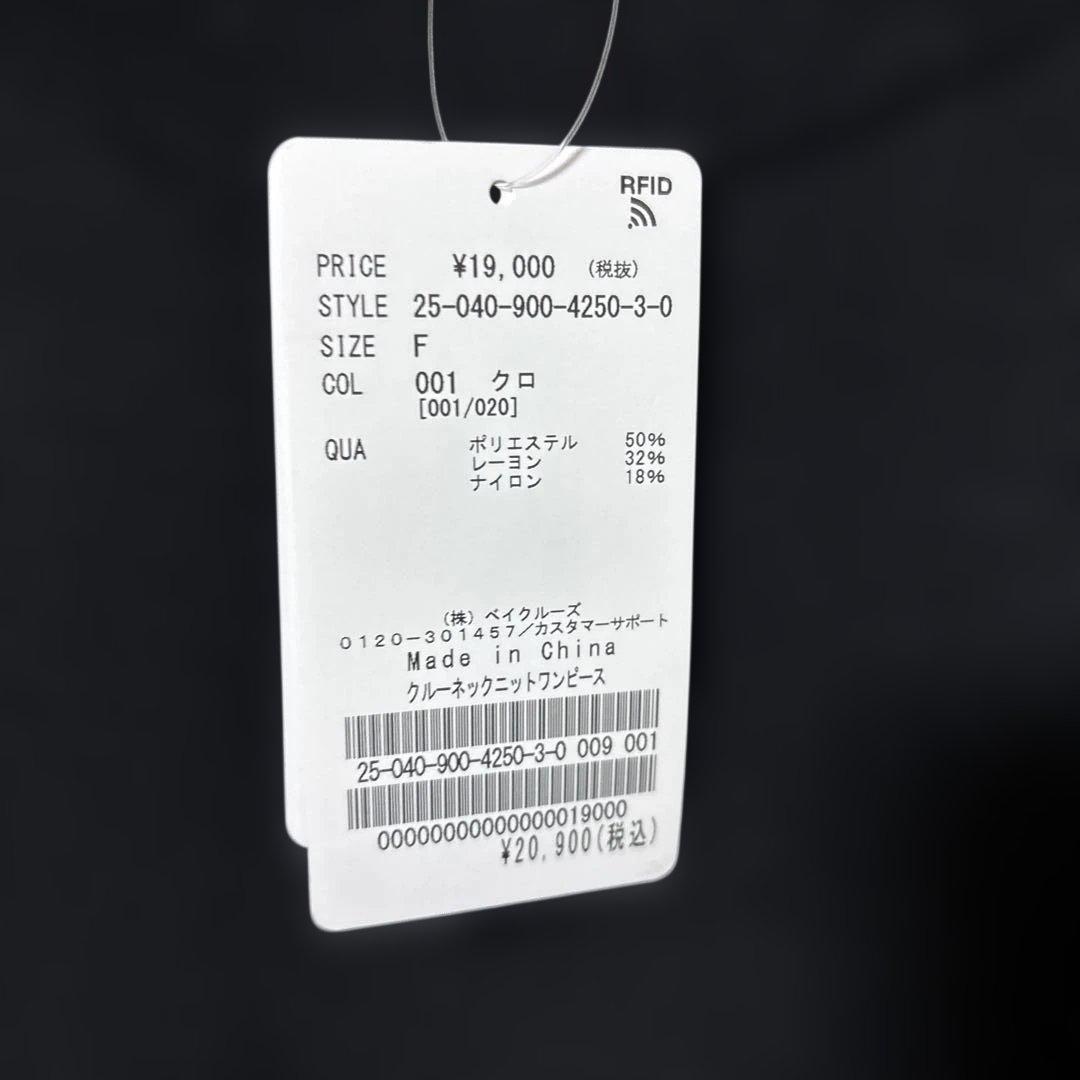 RFID
PRICE ¥19,000 (税抜)
STYLE 25-040-900-4250-3-0
SIZE F
COL 001 クロ
[001/020]
QUA ポリエステル 50%
レーヨン 32%
ナイロン 18%
(株) ベイクルーズ
0120-301457/カスタマーサポート
Made in China
クルーネックニットワンピース
25-040-900-4250-3-0 009 001
00000000000000019000
¥20,900(税込)